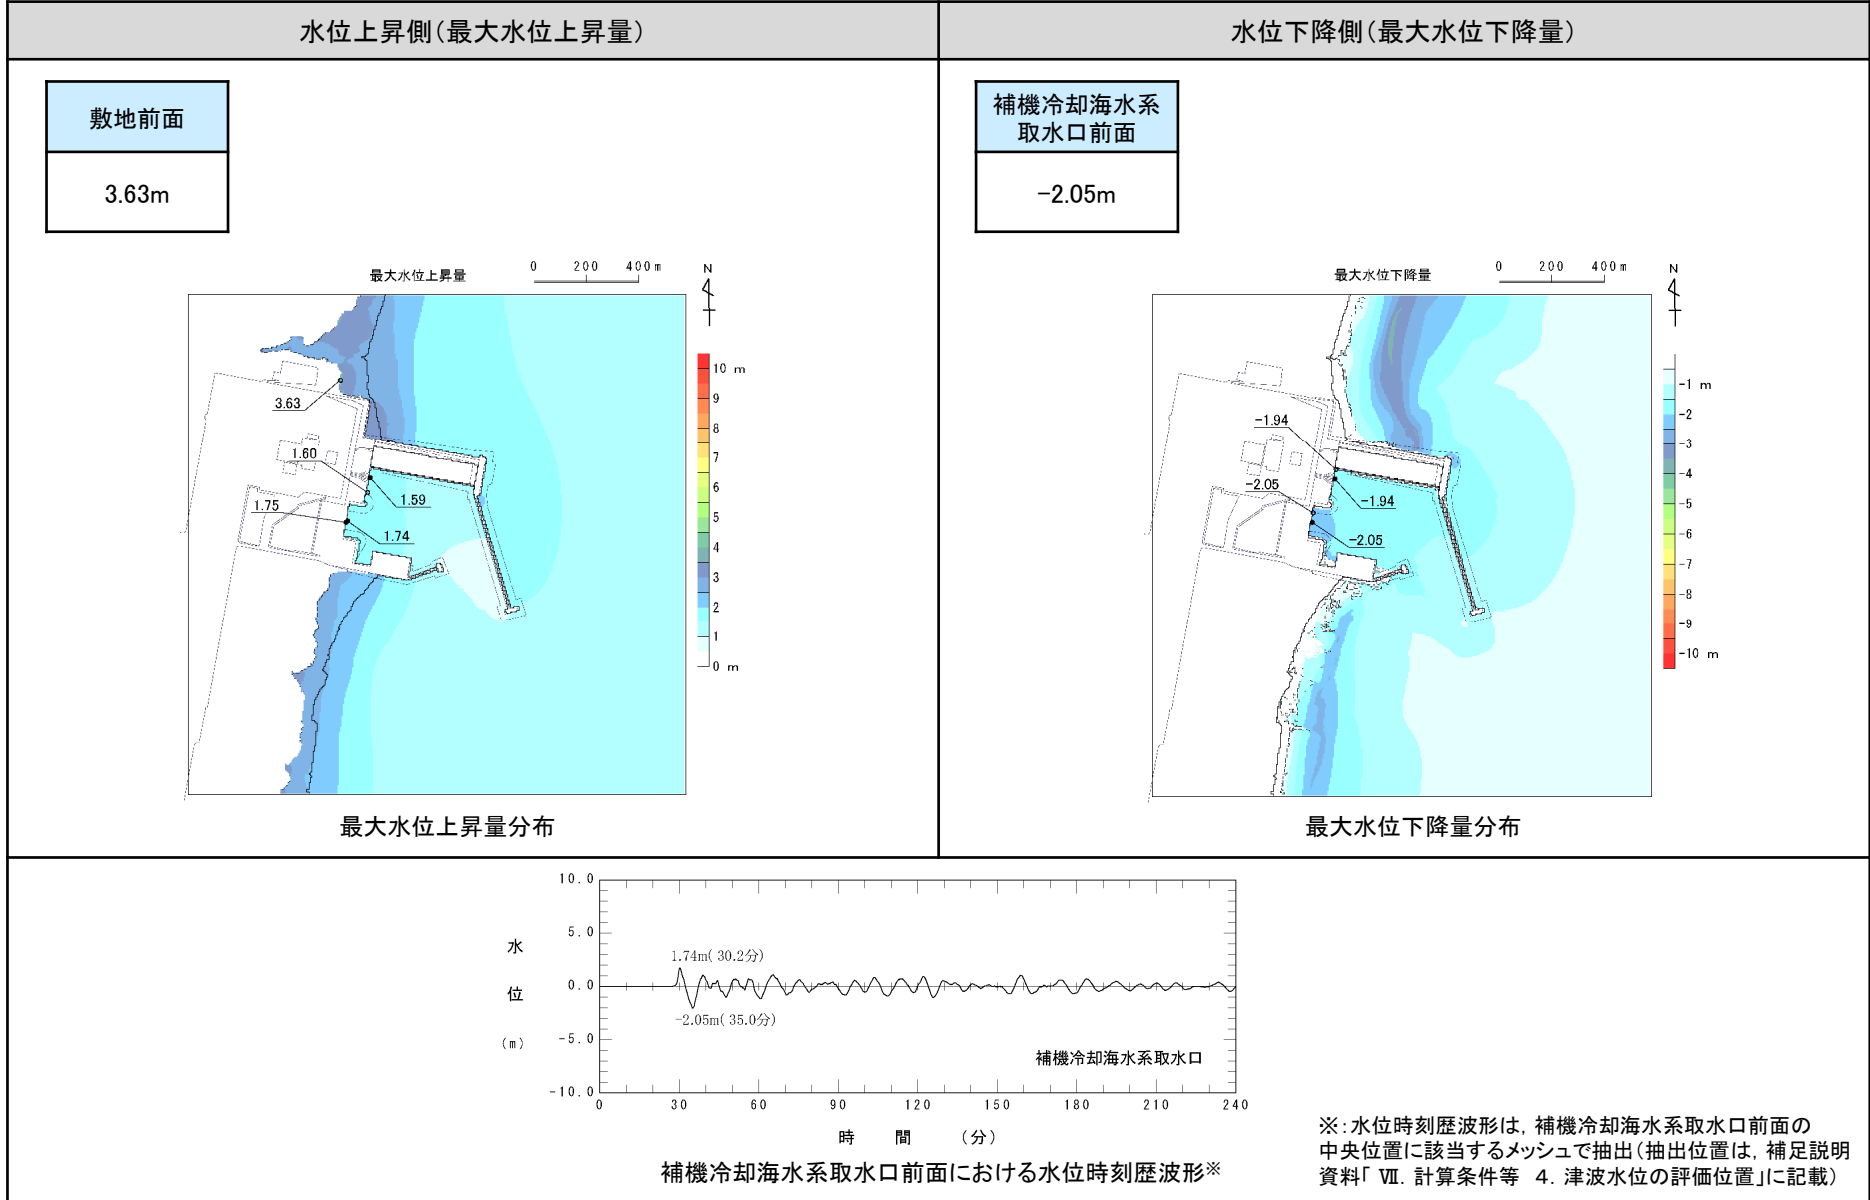 水位上昇側(最大水位上昇量)
敷地前面
3.63m
最大水位上昇量
0 200 400m
N
3.63
1.60
1.59
1.75
1.74
10 m
9
8
7
6
5
4
3
2
1
0 m
最大水位上昇量分布
水位下降側(最大水位下降量)
補機冷却海水系
取水口前面
-2.05m
最大水位下降量
0 200 400m
N
-1.94
-2.05
-1.94
-2.05
-1 m
-2
-3
-4
-5
-6
-7
-8
-9
-10 m
最大水位下降量分布
10.0
5.0
0.0
-5.0
-10.0
水
位
(m)
1.74m( 30.2分)
-2.05m( 35.0分)
補機冷却海水系取水口
0 30 60 90 120 150 180 210 240
時 間 (分)
補機冷却海水系取水口前面における水位時刻歴波形※
※:水位時刻歴波形は,補機冷却海水系取水口前面の
中央位置に該当するメッシュで抽出(抽出位置は,補足説明
資料「 Ⅶ. 計算条件等 4. 津波水位の評価位置」に記載)